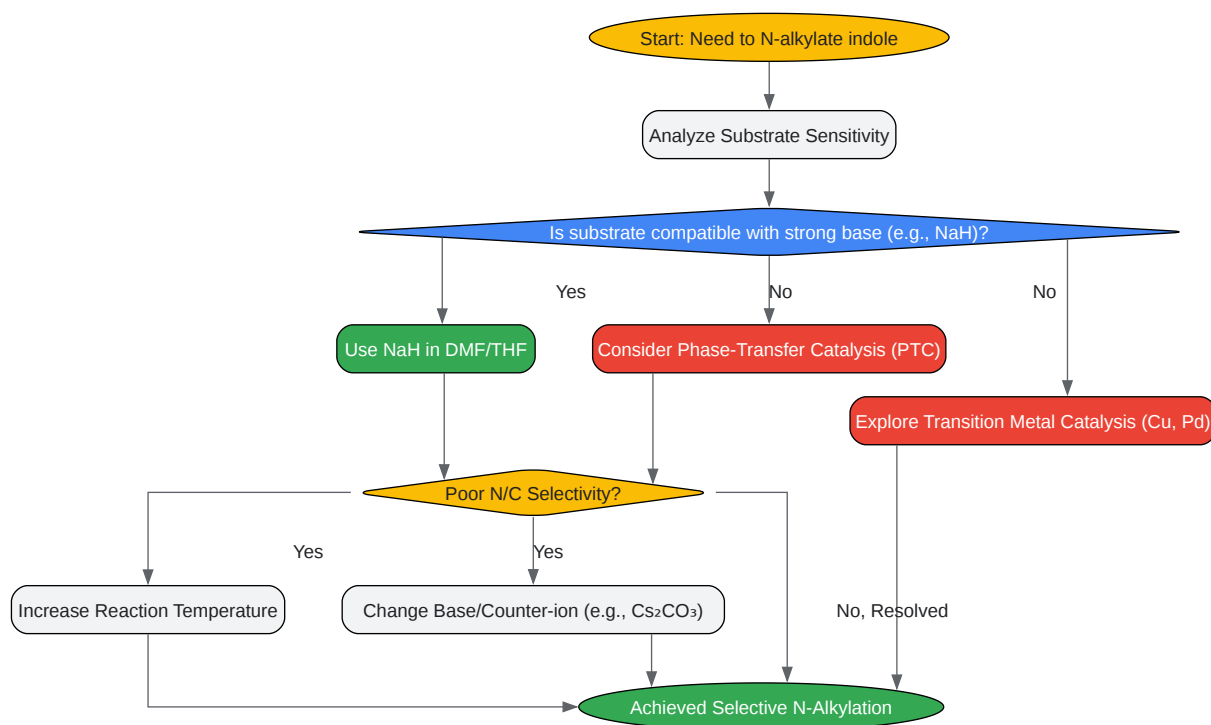 Start: Need to N-alkylate indole
Analyze Substrate Sensitivity
Is substrate compatible with strong base (e.g., NaH)?
Yes
No
No
Use NaH in DMF/THF
Consider Phase-Transfer Catalysis (PTC)
Explore Transition Metal Catalysis (Cu, Pd)
Poor N/C Selectivity?
Yes
Yes
Increase Reaction Temperature
Change Base/Counter-ion (e.g., Cs₂CO₃)
No, Resolved
Achieved Selective N-Alkylation